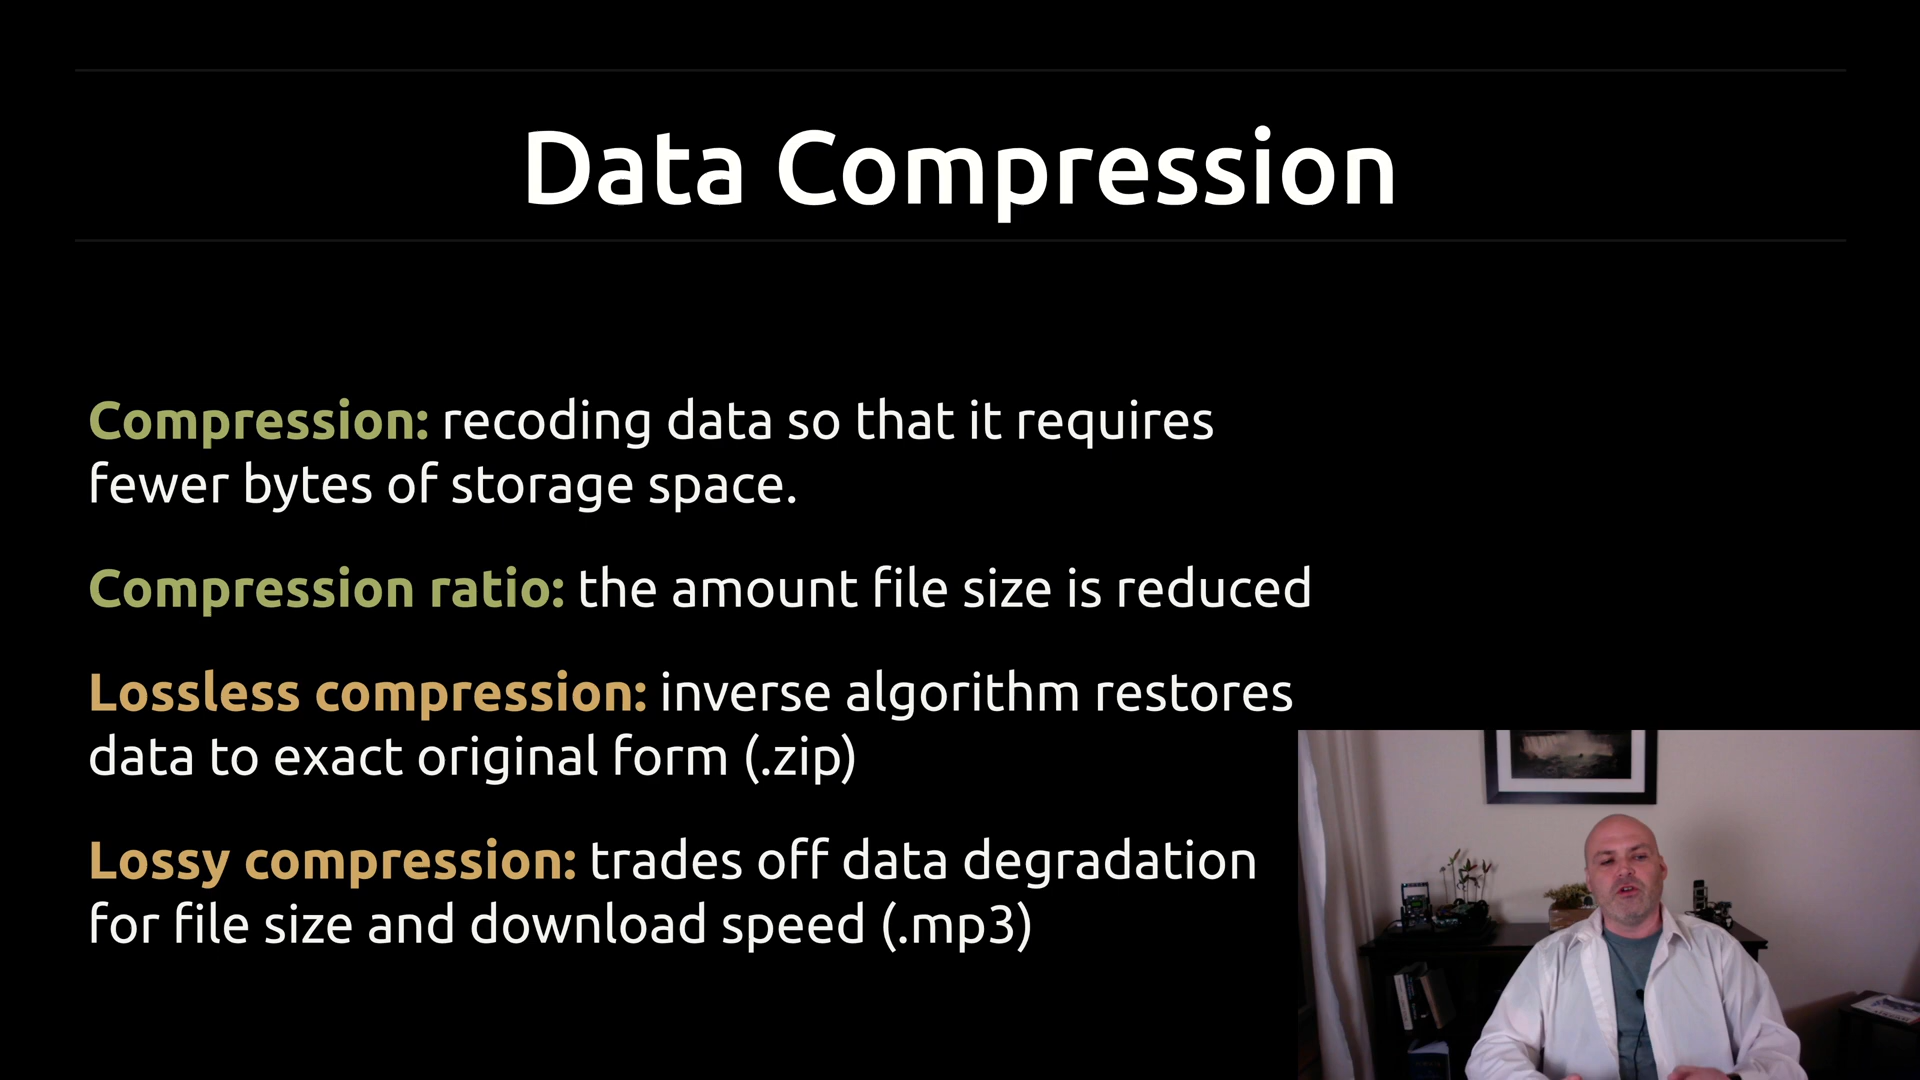 Data Compression
Compression: recoding data so that it requires
fewer bytes of storage space.
Compression ratio: the amount file size is reduced
Lossless compression: inverse algorithm restores
data to exact original form (.zip)
Lossy compression: trades off data degradation
for file size and download speed (.mp3)